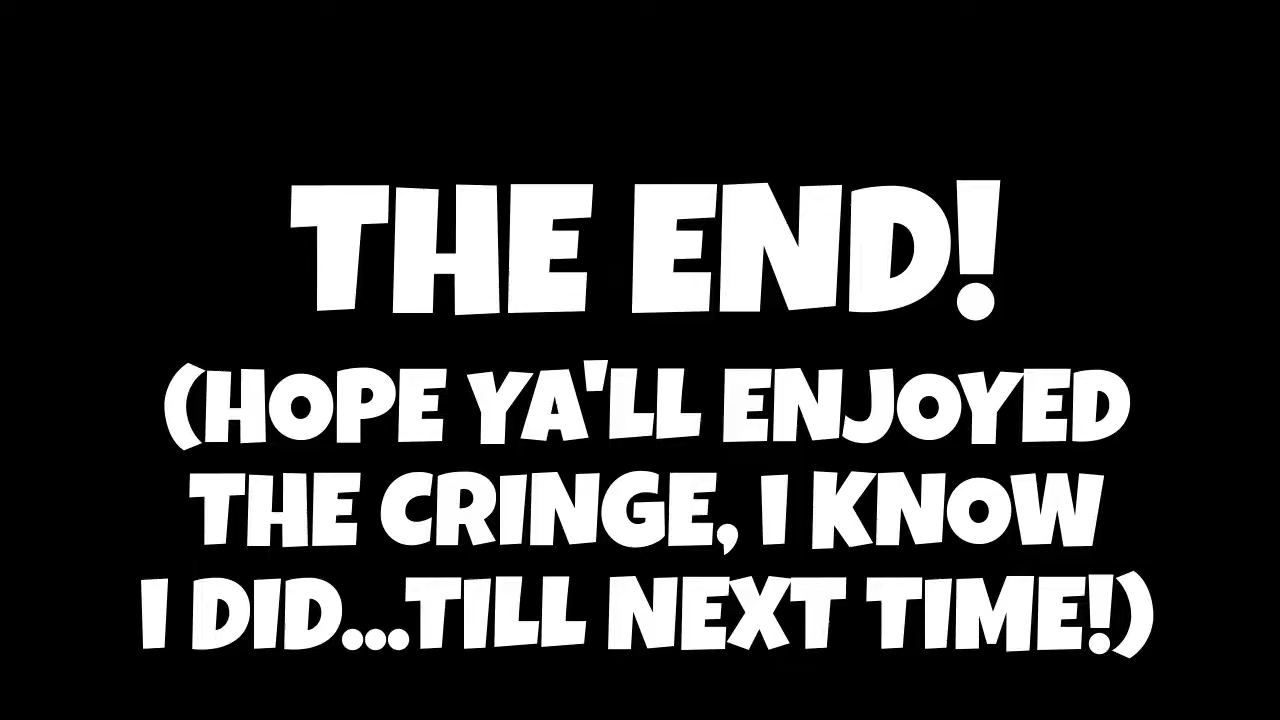 THE END!
(HOPE YA'LL ENJOYED
THE CRINGE, I KNOW
I DID...TILL NEXT TIME!)